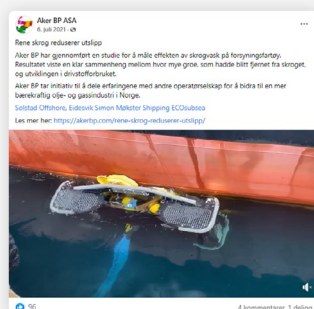 Aker BP ASA
6. juli 2021
Rene skrog reduserer utslipp
Aker BP har gjennomført en studie for å måle effekten av skrogvask på forsyningsfartøy.
Resultatet viste en klar sammenheng mellom hvor mye groe, som hadde blitt fjernet fra skroget,
og utviklingen i drivstofforbruket.
Aker BP tar initiativ til å dele erfaringene med andre operatørselskap for å bidra til en mer
bærekraftig olje- og gassindustri i Norge.
Solstad Offshore, Eidesvik Simon Møkster Shipping ECOsubsea
Les mer her: https://akerbp.com/rene-skrog-reduserer-utslipp/
96
4 kommentarer 1 deling